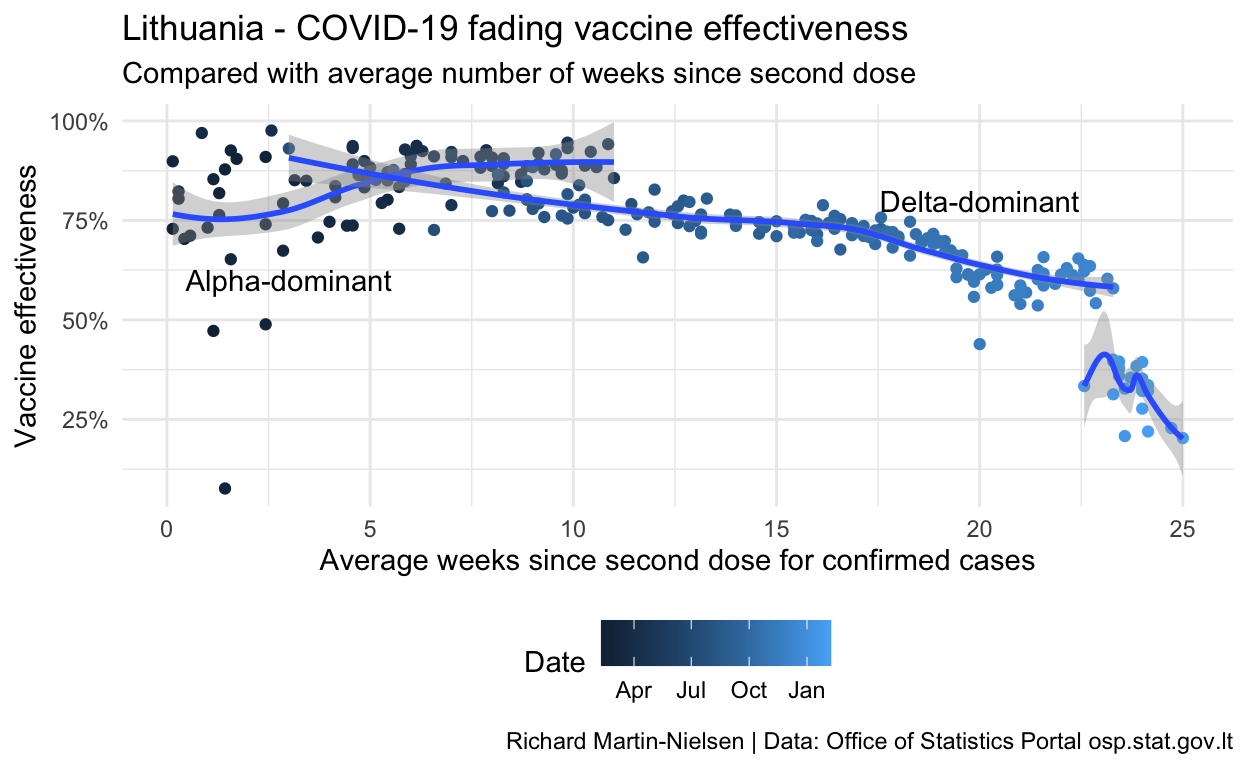 Lithuania - COVID-19 fading vaccine effectiveness
Compared with average number of weeks since second dose
Vaccine effectiveness
100%
75%
50%
25%
Delta-dominant
Alpha-dominant
0 5 10 15 20 25
Average weeks since second dose for confirmed cases
Date
Apr Jul Oct Jan
Richard Martin-Nielsen | Data: Office of Statistics Portal osp.stat.gov.lt